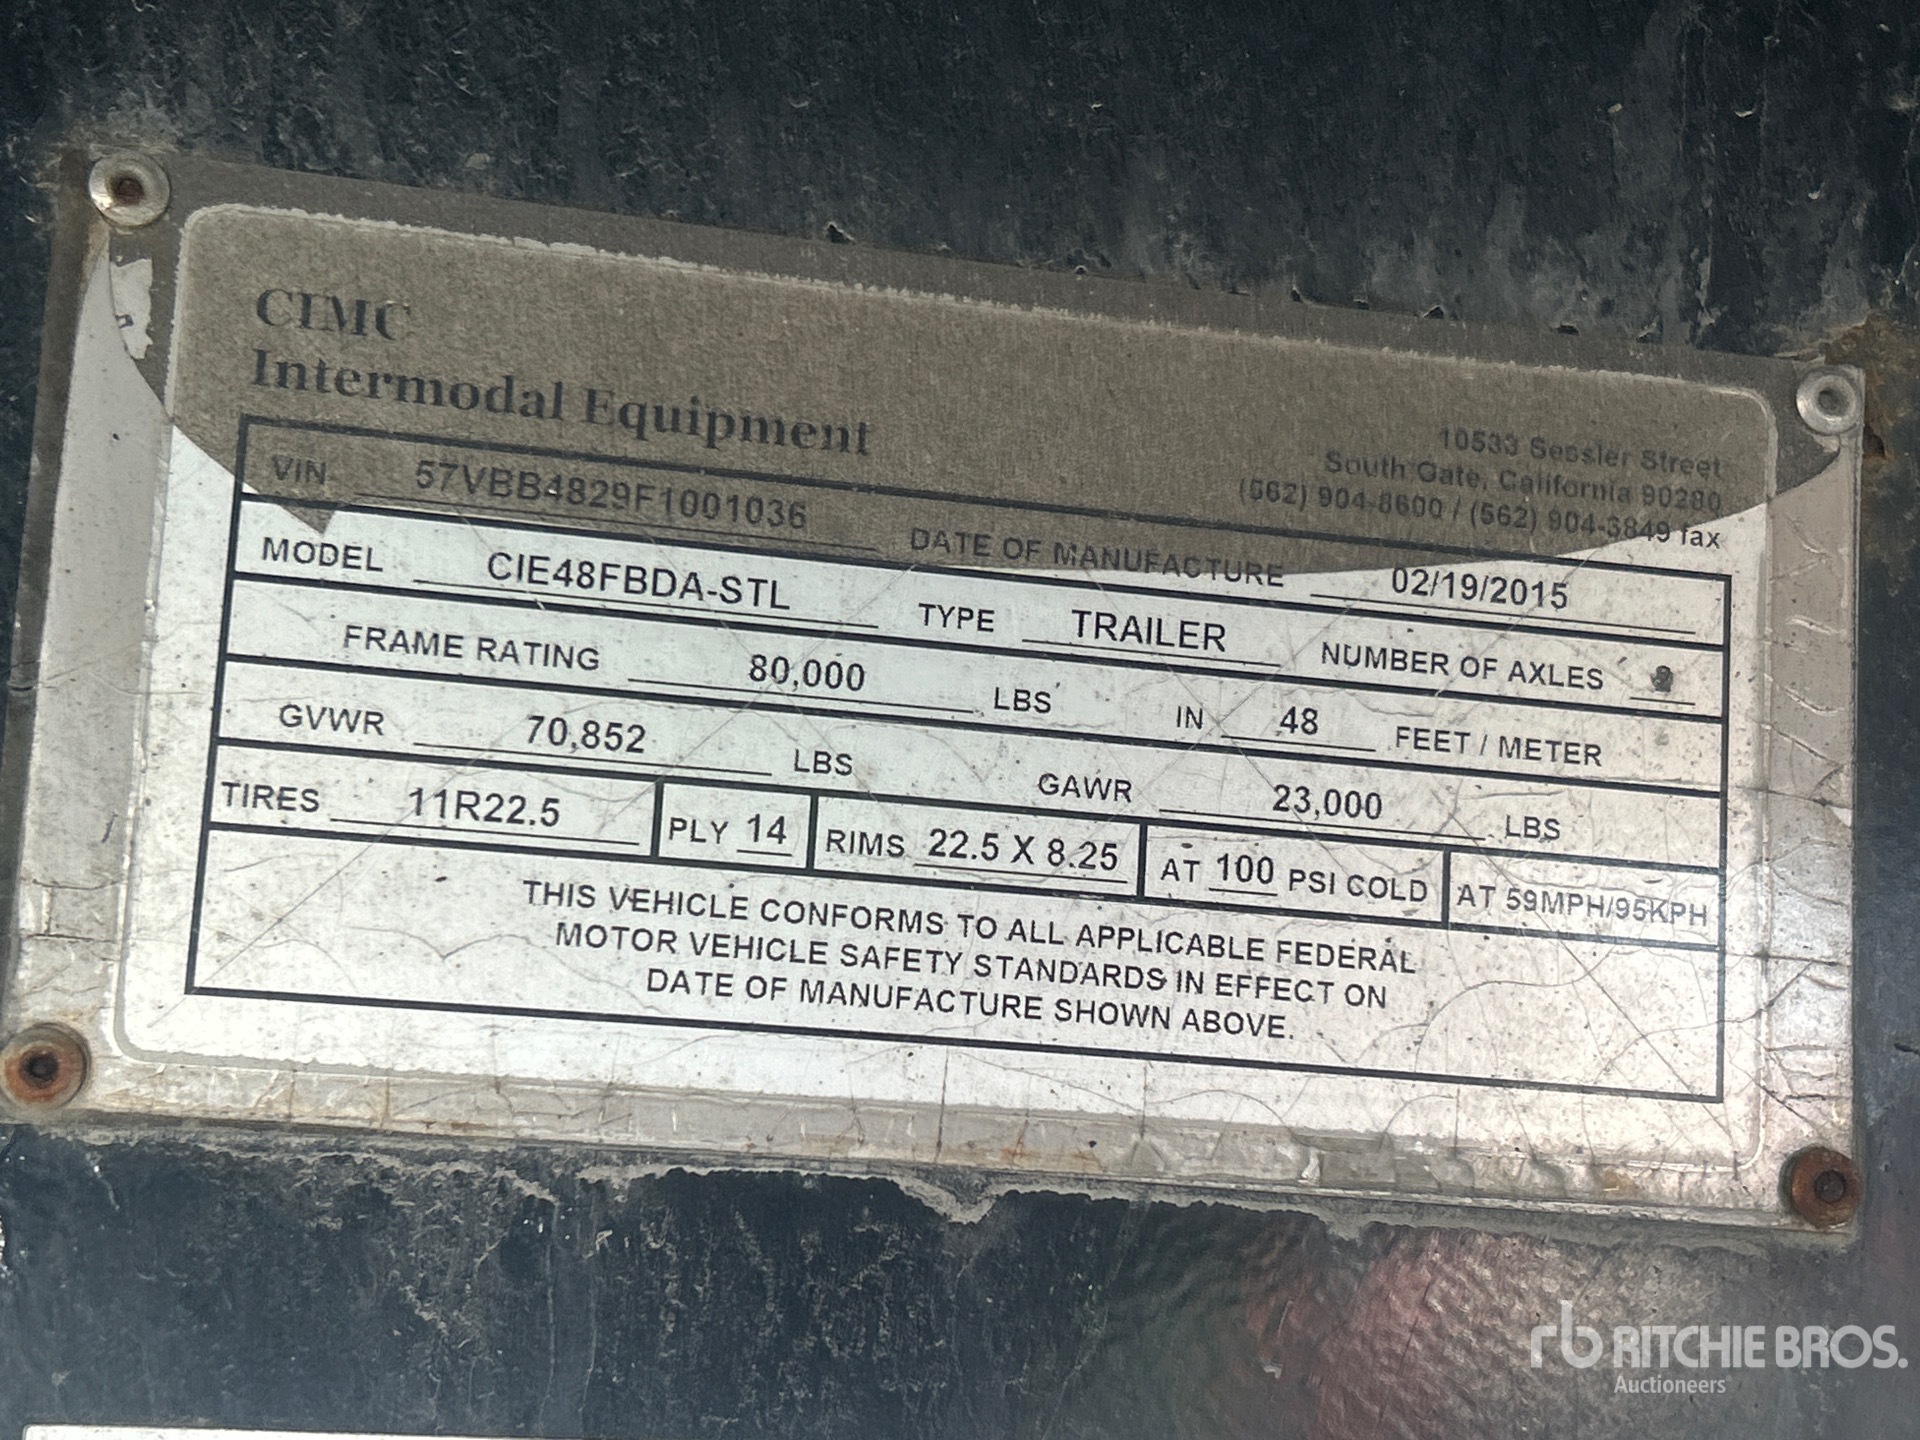 CIMC
Intermodal Equipment
10533 Sessler Street
South Gate, California 90280
(562) 904-8600 / (562) 904-3849 fax
VIN 57VBB4829F1001036 DATE OF MANUFACTURE 02/19/2015
MODEL CIE48FBDA-STL TYPE TRAILER NUMBER OF AXLES
FRAME RATING 80,000 LBS IN 48 FEET / METER
GVWR 70,852 LBS GAWR 23,000 LBS
TIRES 11R22.5 PLY 14 RIMS 22.5 X 8.25 AT 100 PSI COLD AT 59MPH/95KPH
THIS VEHICLE CONFORMS TO ALL APPLICABLE FEDERAL
MOTOR VEHICLE SAFETY STANDARDS IN EFFECT ON
DATE OF MANUFACTURE SHOWN ABOVE.
rb RITCHIE BROS.
Auctioneers